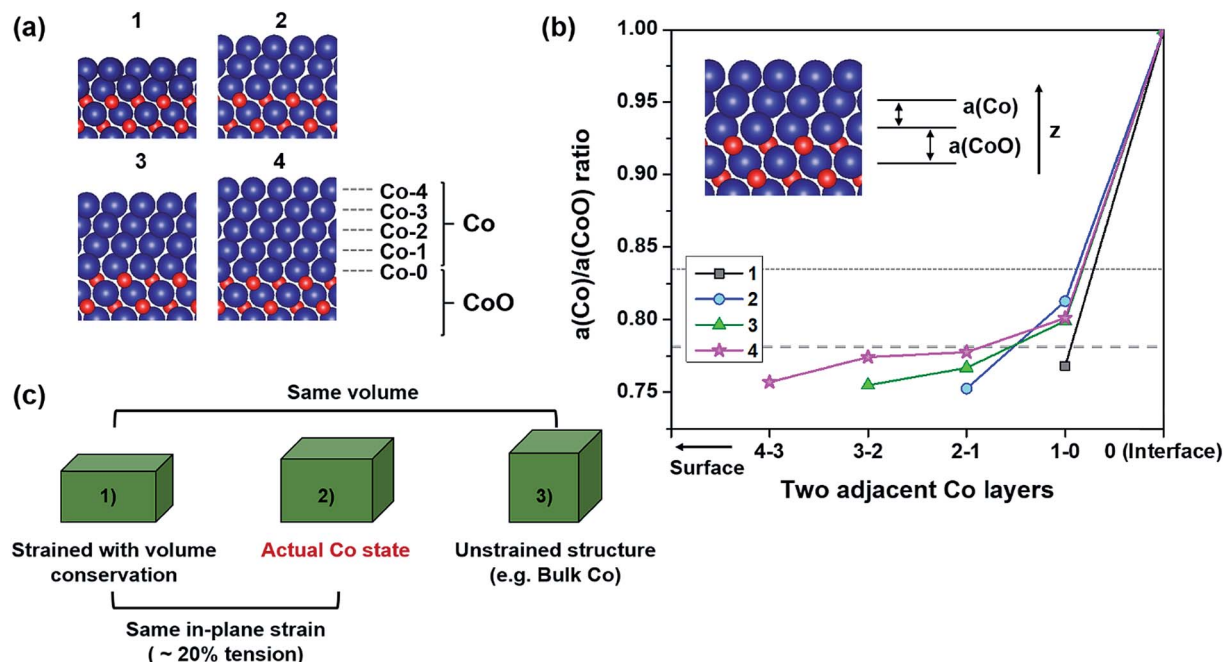 (a)
1
2
3
4
Co-4
Co-3
Co-2
Co-1
Co-0
Co
CoO
(b)
a(Co)/a(CoO) ratio
1.00
0.95
0.90
0.85
0.80
0.75
a(Co)
a(CoO)
z
1
2
3
4
4-3
3-2
2-1
1-0
0 (Interface)
Surface
Two adjacent Co layers
(c)
Same volume
1)
2)
3)
Strained with volume
conservation
Actual Co state
Unstrained structure
(e.g. Bulk Co)
Same in-plane strain
( ~ 20% tension)